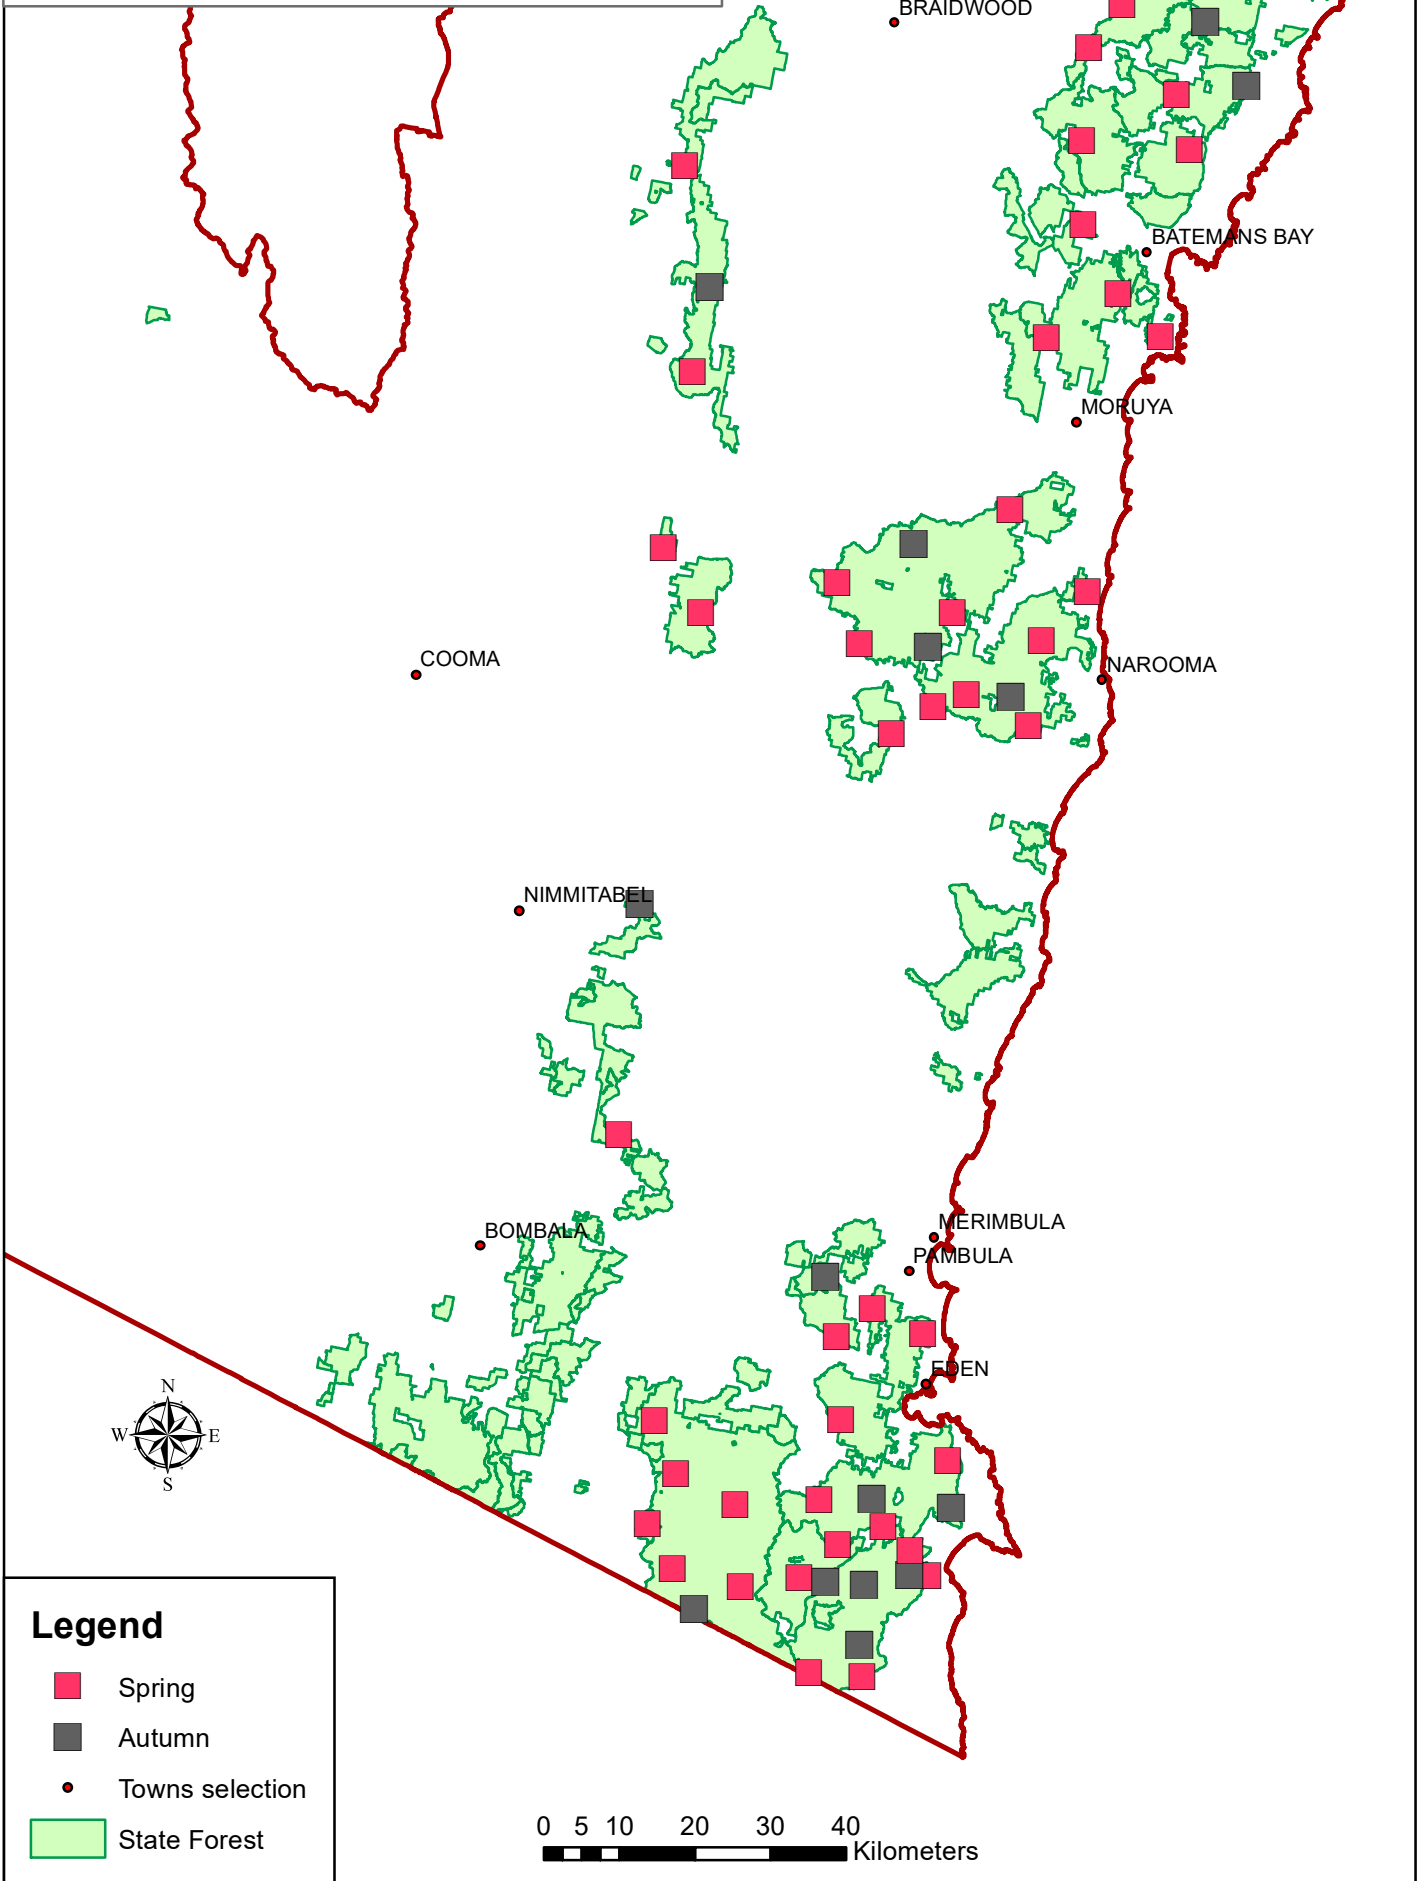 BRAIDWOOD
BATEMANS BAY
MORUYA
COOMA
NAROOMA
NIMMITABEL
BOMBALA
MERIMBULA
PAMBULA
EDEN
N
W E
S
Legend
Spring
Autumn
Towns selection
State Forest
0 5 10 20 30 40
Kilometers